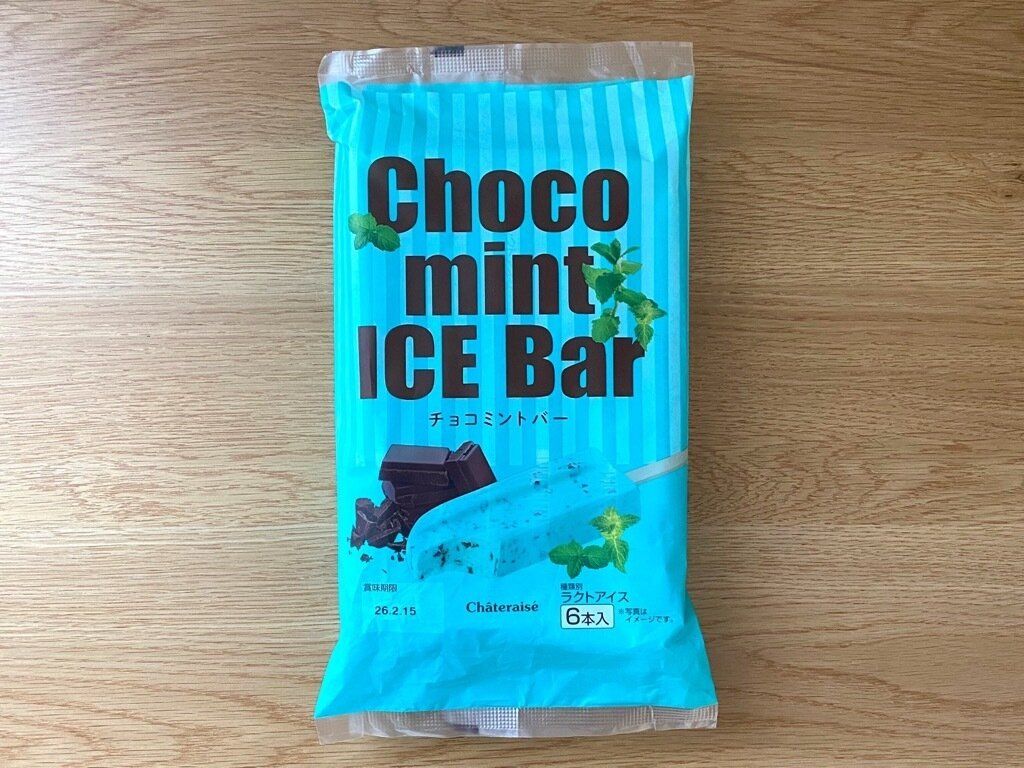 Choco
mint
ICE Bar
チョコミントバー
賞味期限
26.2.15
Châteraisé
種類別
ラクトアイス
6本入
※写真は
イメージです。